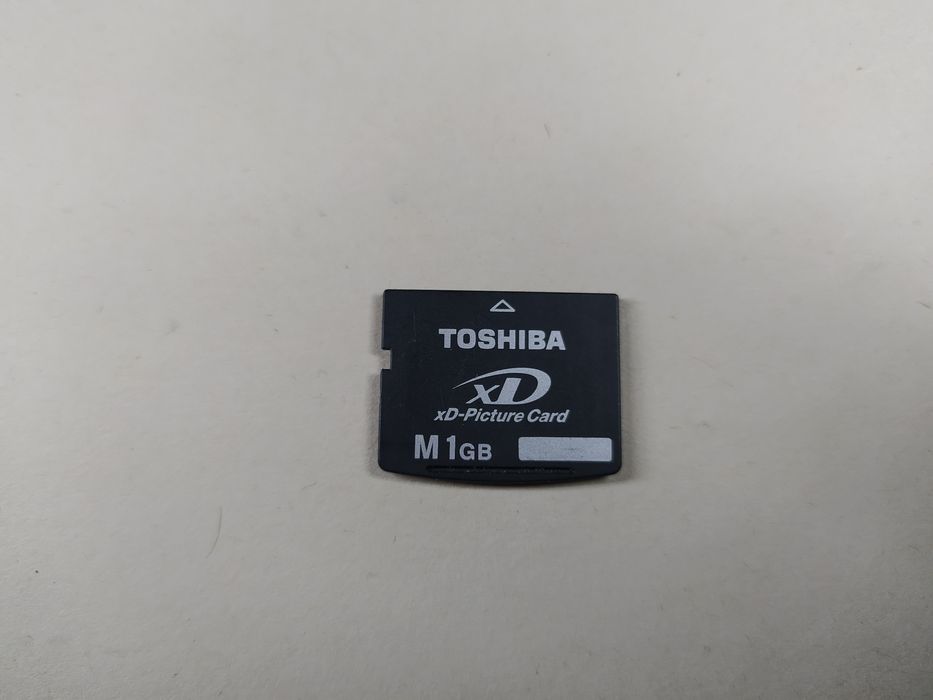 TOSHIBA
xD
xD-Picture Card
M 1GB